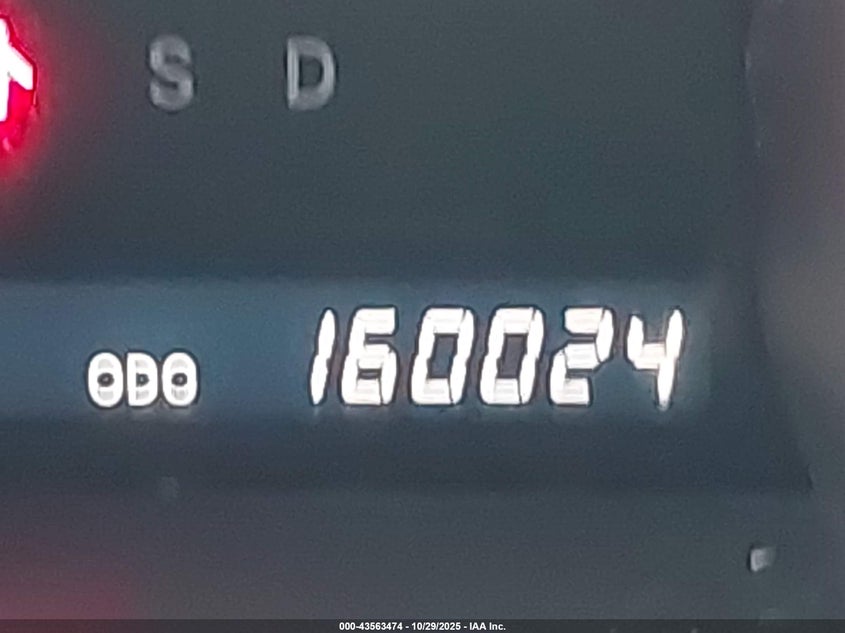 S D
ODO 160024
000-43563474 - 10/29/2025 - IAA Inc.